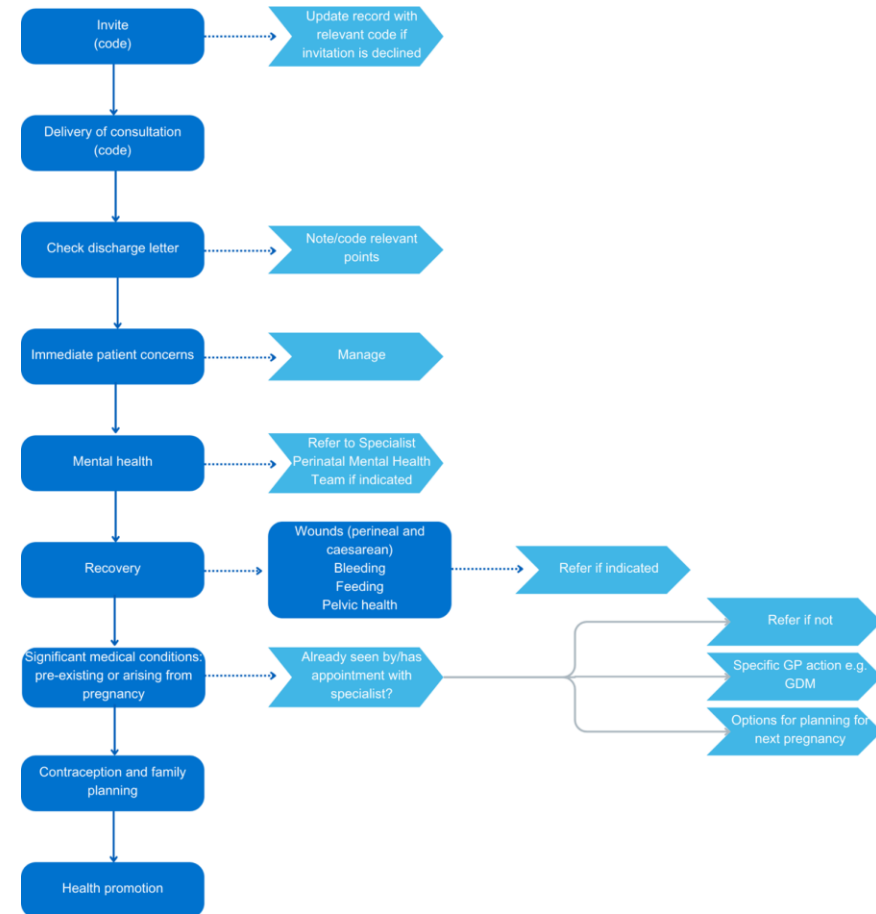 Invite
(code)
Update record with
relevant code if
invitation is declined
Delivery of consultation
(code)
Check discharge letter
Note/code relevant
points
Immediate patient concerns
Manage
Mental health
Refer to Specialist
Perinatal Mental Health
Team if indicated
Recovery
Wounds (perineal and
caesarean)
Bleeding
Feeding
Pelvic health
Refer if indicated
Significant medical conditions:
pre-existing or arising from
pregnancy
Already seen by/has
appointment with
specialist?
Refer if not
Specific GP action e.g.
GDM
Options for planning for
next pregnancy
Contraception and family
planning
Health promotion